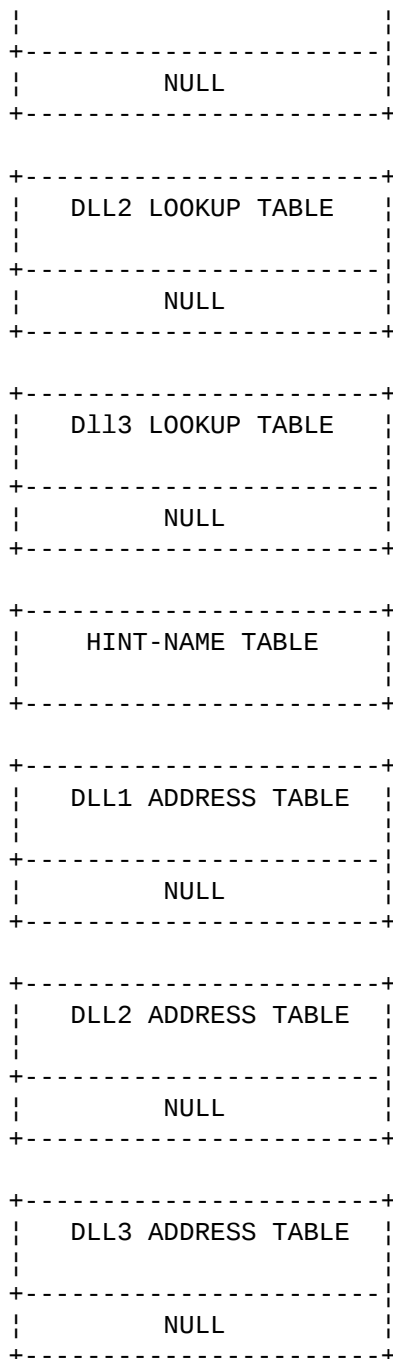 NULL
DLL2 LOOKUP TABLE
NULL
Dll3 LOOKUP TABLE
NULL
HINT-NAME TABLE
DLL1 ADDRESS TABLE
NULL
DLL2 ADDRESS TABLE
NULL
DLL3 ADDRESS TABLE
NULL